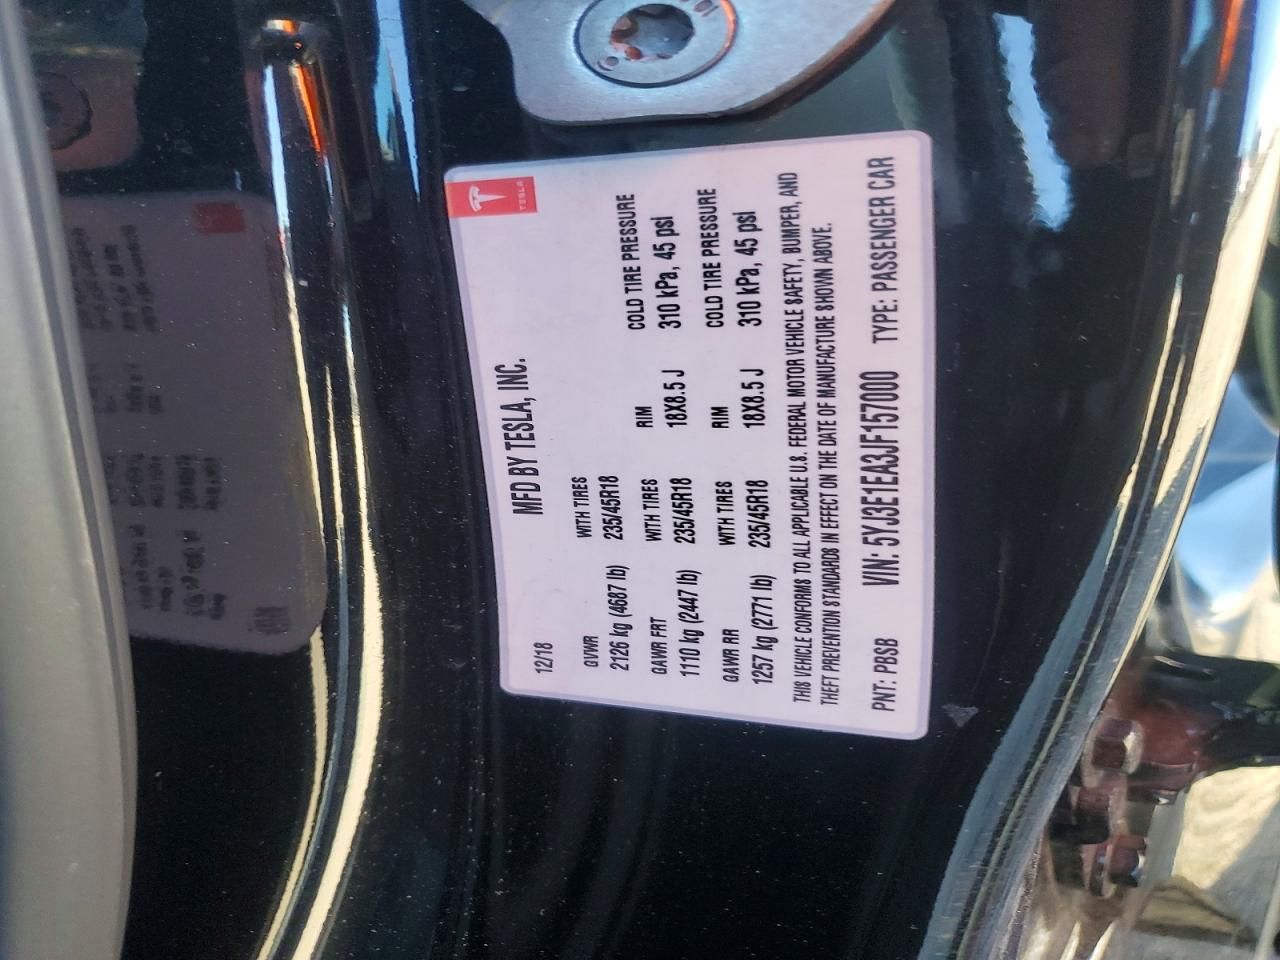 TESLA
MFD BY TESLA, INC.
12/18
GVWR WITH TIRES RIM COLD TIRE PRESSURE
2126 kg (4687 lb) 235/45R18 18X8.5 J 310 kPa, 45 psi
GAWR FRT WITH TIRES
1110 kg (2447 lb) 235/45R18
GAWR RR WITH TIRES RIM COLD TIRE PRESSURE
1257 kg (2771 lb) 235/45R18 18X8.5 J 310 kPa, 45 psi
THIS VEHICLE CONFORMS TO ALL APPLICABLE U.S. FEDERAL MOTOR VEHICLE SAFETY, BUMPER, AND
THEFT PREVENTION STANDARDS IN EFFECT ON THE DATE OF MANUFACTURE SHOWN ABOVE.
PNT: PBSB VIN: 5YJ3E1EA3JF157000 TYPE: PASSENGER CAR